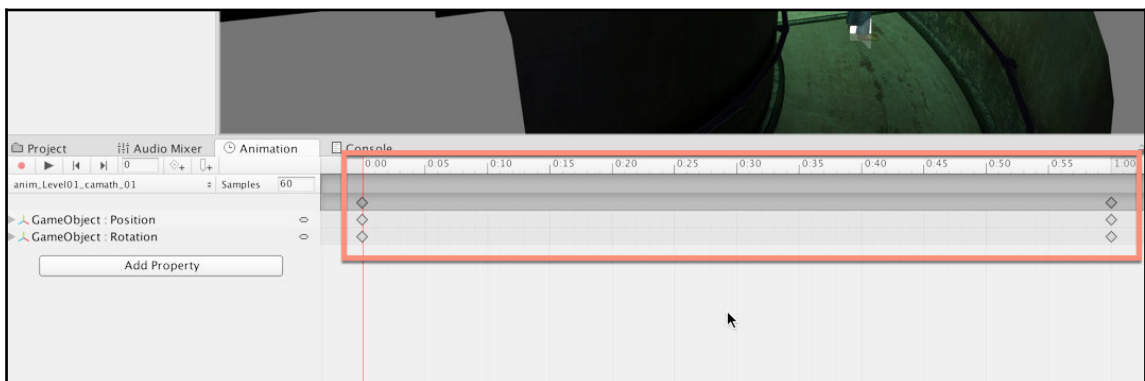 Project Audio Mixer Animation Console
0 0:00 0:05 0:10 0:15 0:20 0:25 0:30 0:35 0:40 0:45 0:50 0:55 1:00
anim_Level01_camath_01 Samples 60
GameObject : Position
GameObject : Rotation
Add Property